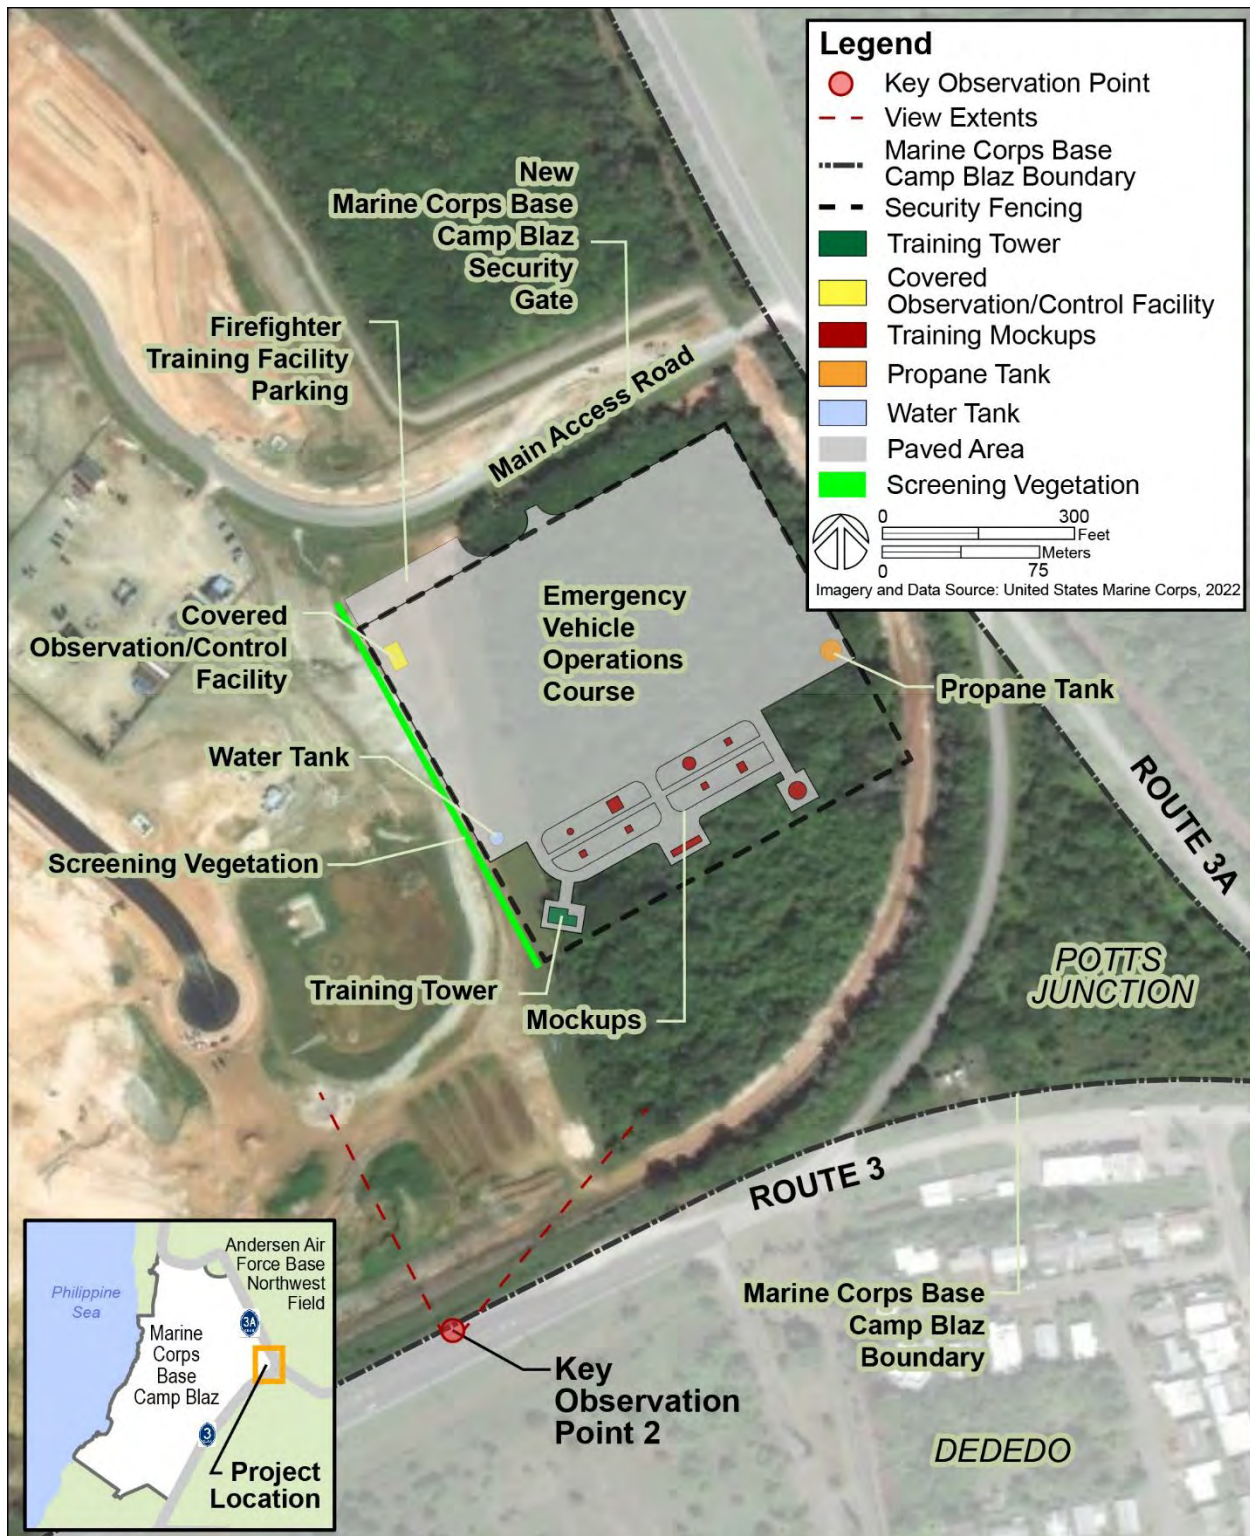 Legend
Key Observation Point
View Extents
Marine Corps Base
Camp Blaz Boundary
Security Fencing
Training Tower
Covered
Observation/Control Facility
Training Mockups
Propane Tank
Water Tank
Paved Area
Screening Vegetation
0 300
Feet
Meters
0 75
Imagery and Data Source: United States Marine Corps, 2022
New
Marine Corps Base
Camp Blaz
Security
Gate
Firefighter
Training Facility
Parking
Main Access Road
Covered
Observation/Control
Facility
Emergency
Vehicle
Operations
Course
Propane Tank
Water Tank
ROUTE 3A
Screening Vegetation
POTTS
JUNCTION
Training Tower
Mockups
ROUTE 3
Marine Corps Base
Camp Blaz
Boundary
Key
Observation
Point 2
DEDEDO
Andersen Air
Force Base
Northwest
Field
Philippine
Sea
3A
Marine
Corps
Base
Camp Blaz
3
Project
Location